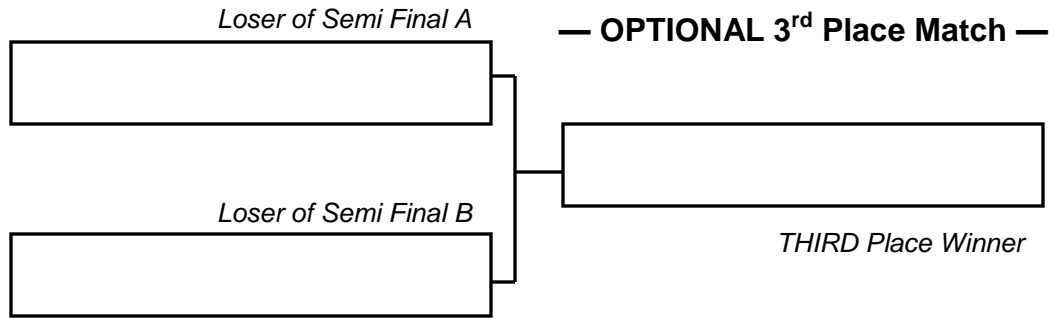 Loser of Semi Final A
— OPTIONAL 3rd Place Match —
Loser of Semi Final B
THIRD Place Winner